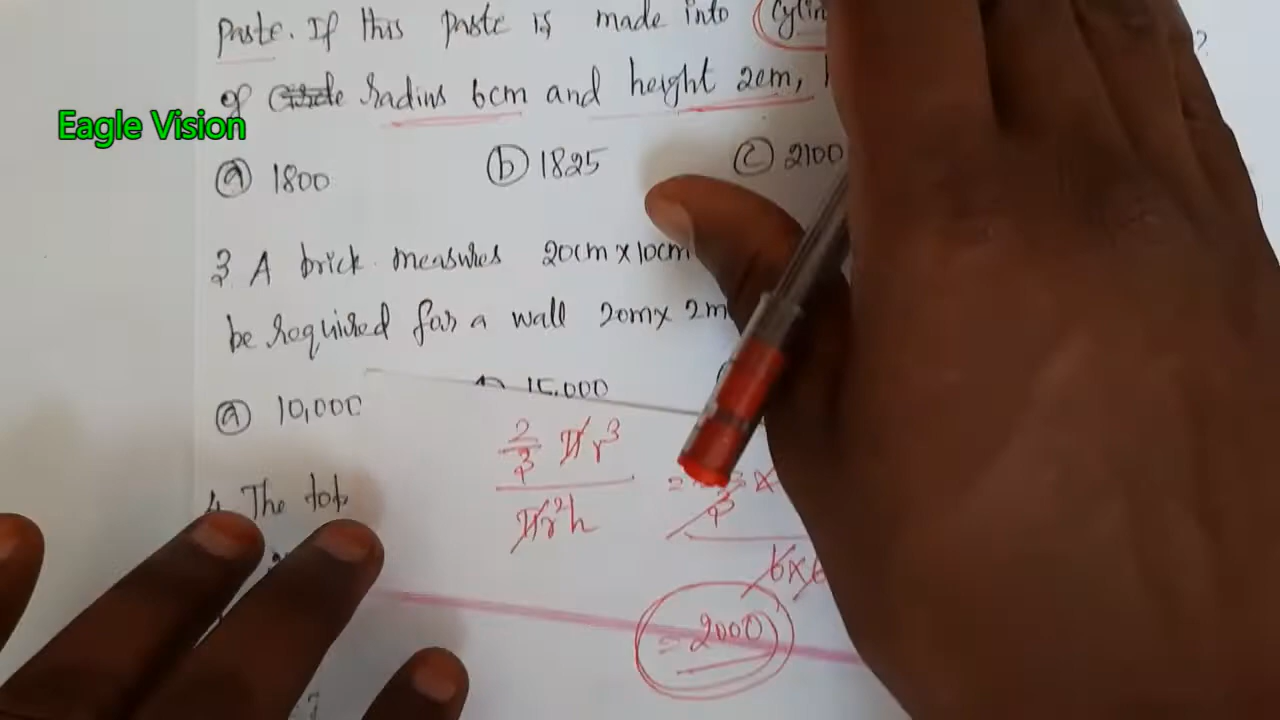 Paste. If this paste is made into Cylin
of radius 6cm and height 2cm,
Eagle Vision
(a) 1800 (b) 1825 (c) 2100
3. A brick measures 20cm x 10cm
be required for a wall 20m x 2m
(a) 10,000 15,000
4. The top
2/3 πr³
πr²h
= 3
6x6
= 2000
?